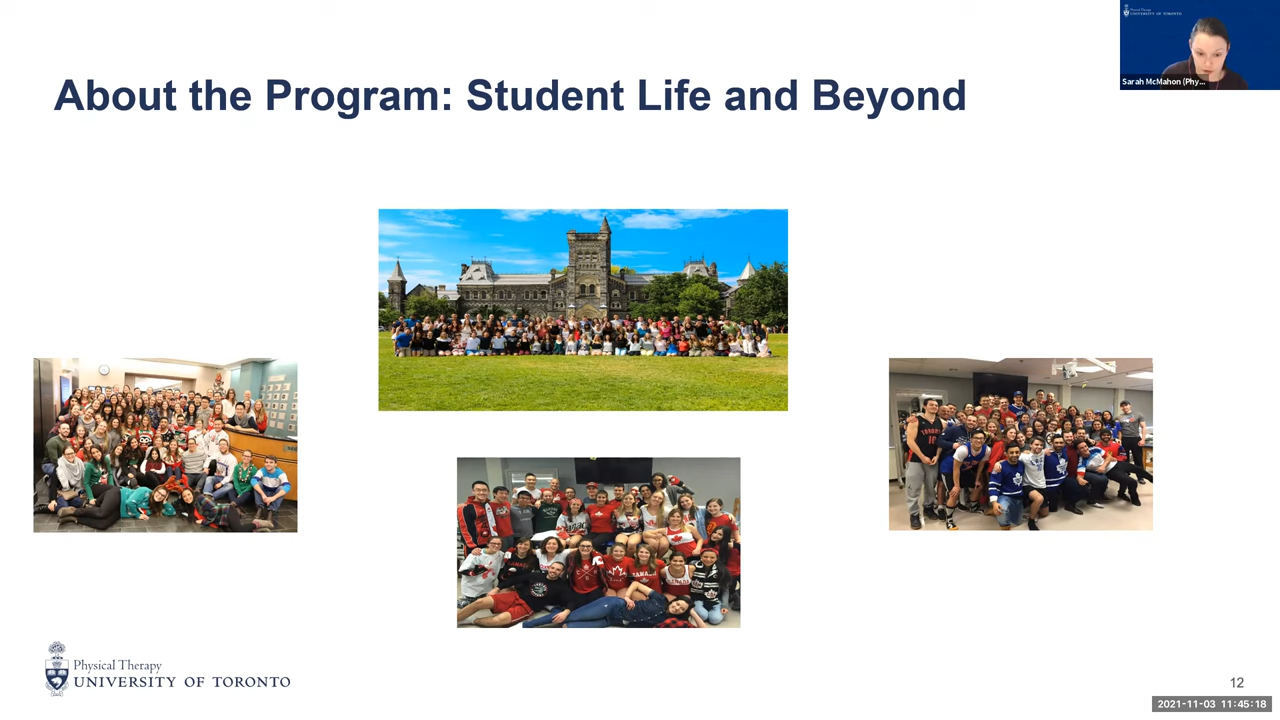 Physical Therapy
UNIVERSITY OF TORONTO
Sarah McMahon (Phy...
About the Program: Student Life and Beyond
Physical Therapy
UNIVERSITY OF TORONTO
12
2021-11-03 11:45:18